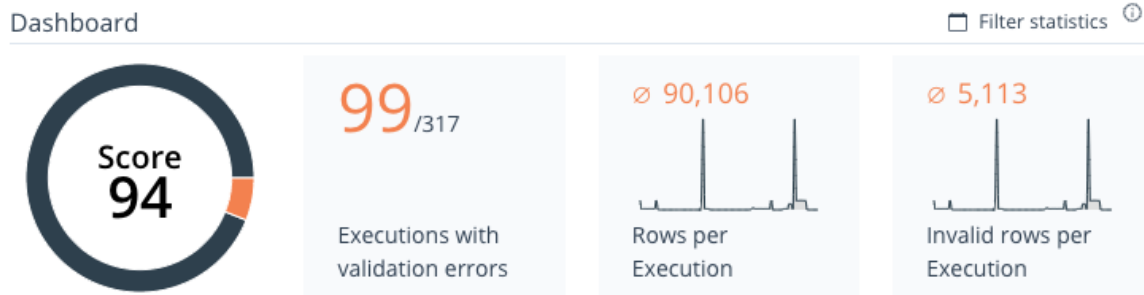 Dashboard
Filter statistics
Score
94
99/317
Executions with
validation errors
⌀ 90,106
Rows per
Execution
⌀ 5,113
Invalid rows per
Execution